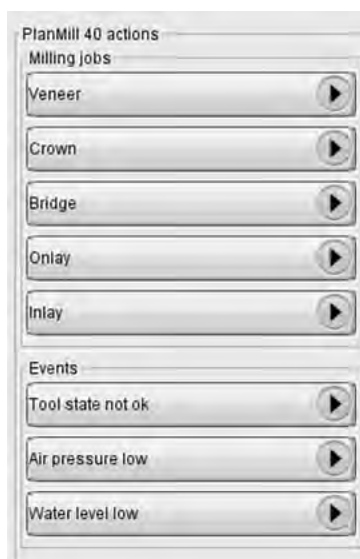 PlanMill 40 actions
Milling jobs
Veneer
Crown
Bridge
Onlay
Inlay
Events
Tool state not ok
Air pressure low
Water level low